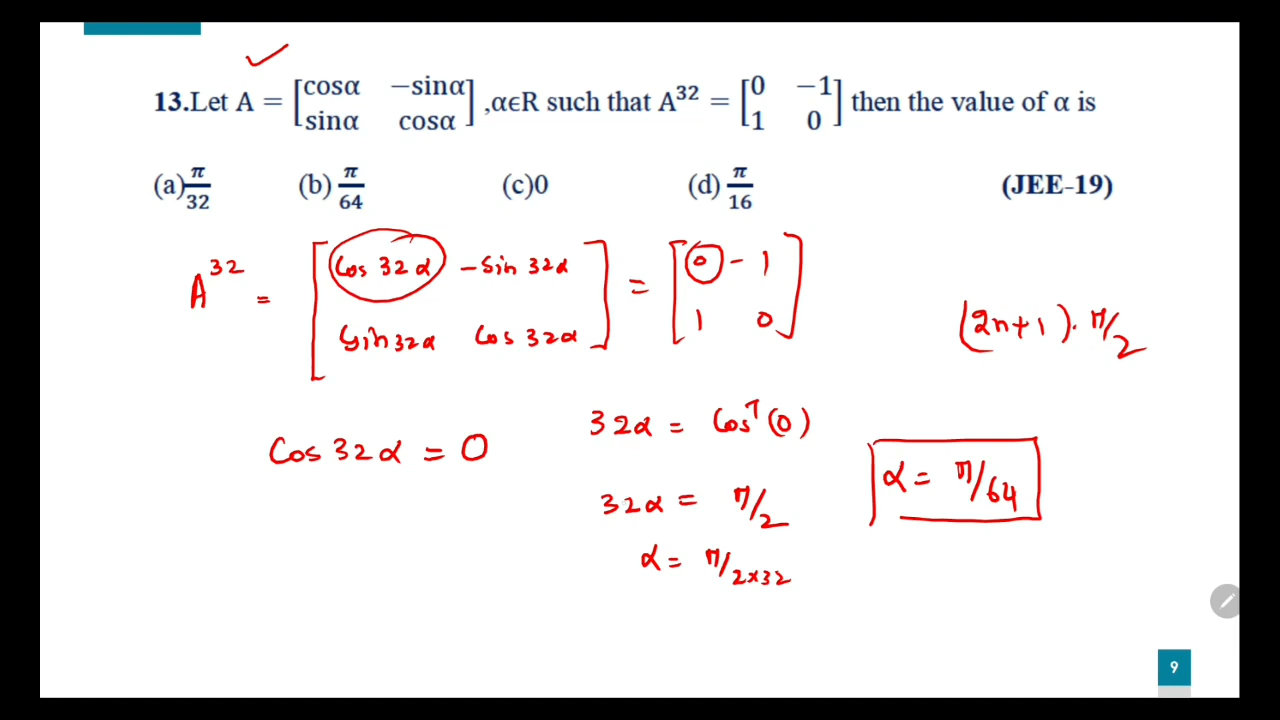 13.Let A = [cosα −sinα
sinα cosα] ,αϵR such that A³² = [0 −1
1 0] then the value of α is
(a) π/32 (b) π/64 (c)0 (d) π/16 (JEE-19)
A³² = [cos 32α − sin 32α
sin 32α cos 32α] = [0 − 1
1 0]
(2n+1). π/2
Cos 32α = 0
32α = Cos⁻¹(0)
32α = π/2
α = π/2×32
α = π/64
9